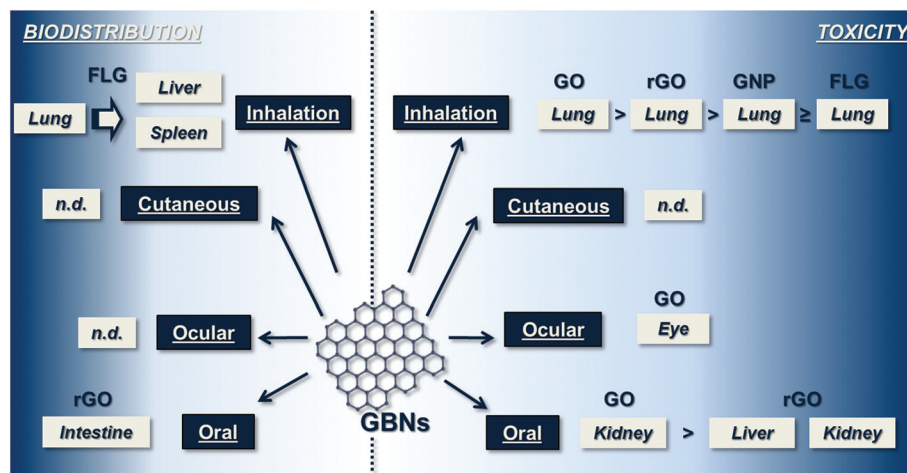 BIODISTRIBUTION
TOXICITY
FLG
Lung
Liver
Spleen
Inhalation
n.d.
Cutaneous
n.d.
Ocular
rGO
Intestine
Oral
GBNs
Inhalation
GO rGO GNP FLG
Lung > Lung > Lung ≥ Lung
Cutaneous
n.d.
Ocular
GO
Eye
Oral
GO rGO
Kidney > Liver Kidney